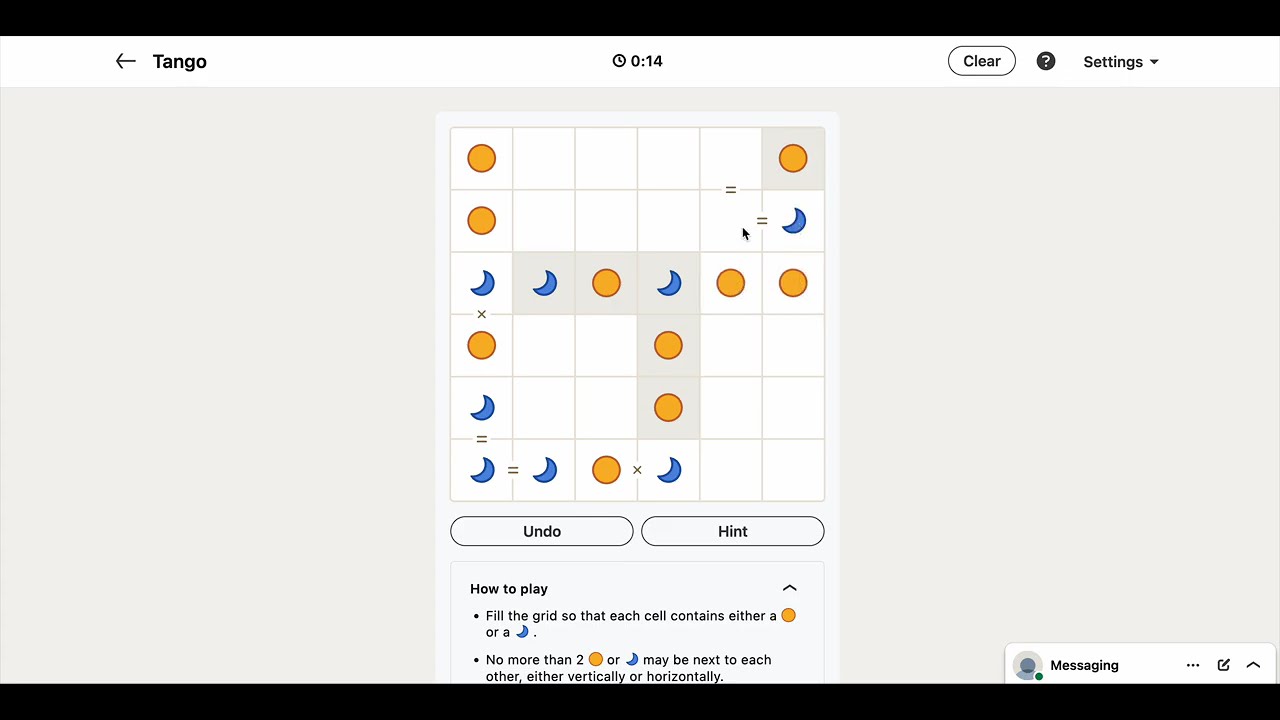 Tango
0:14
Clear
?
Settings
=
=
×
=
=
×
Undo
Hint
How to play
• Fill the grid so that each cell contains either a
or a .
• No more than 2 or may be next to each
other, either vertically or horizontally.
Messaging